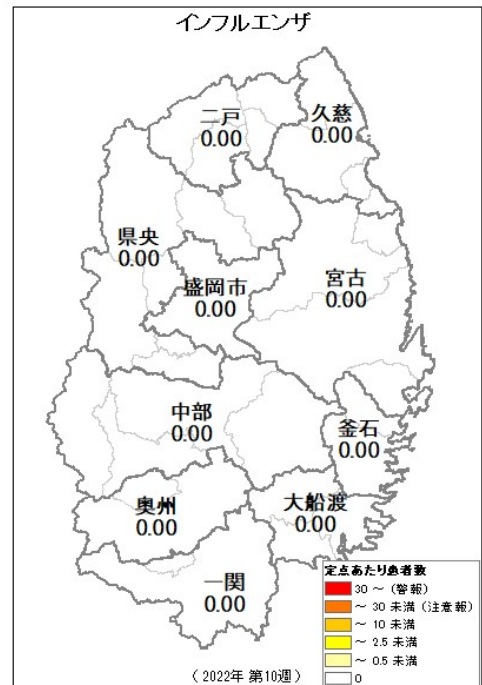 インフルエンザ
二戸
0.00
久慈
0.00
県央
0.00
盛岡市
0.00
宮古
0.00
中部
0.00
釜石
0.00
奥州
0.00
大船渡
0.00
一関
0.00
定点あたり患者数
30 ～ (警報)
～ 30 未満 (注意報)
～ 10 未満
～ 2.5 未満
～ 0.5 未満
0
( 2022年 第10週 )